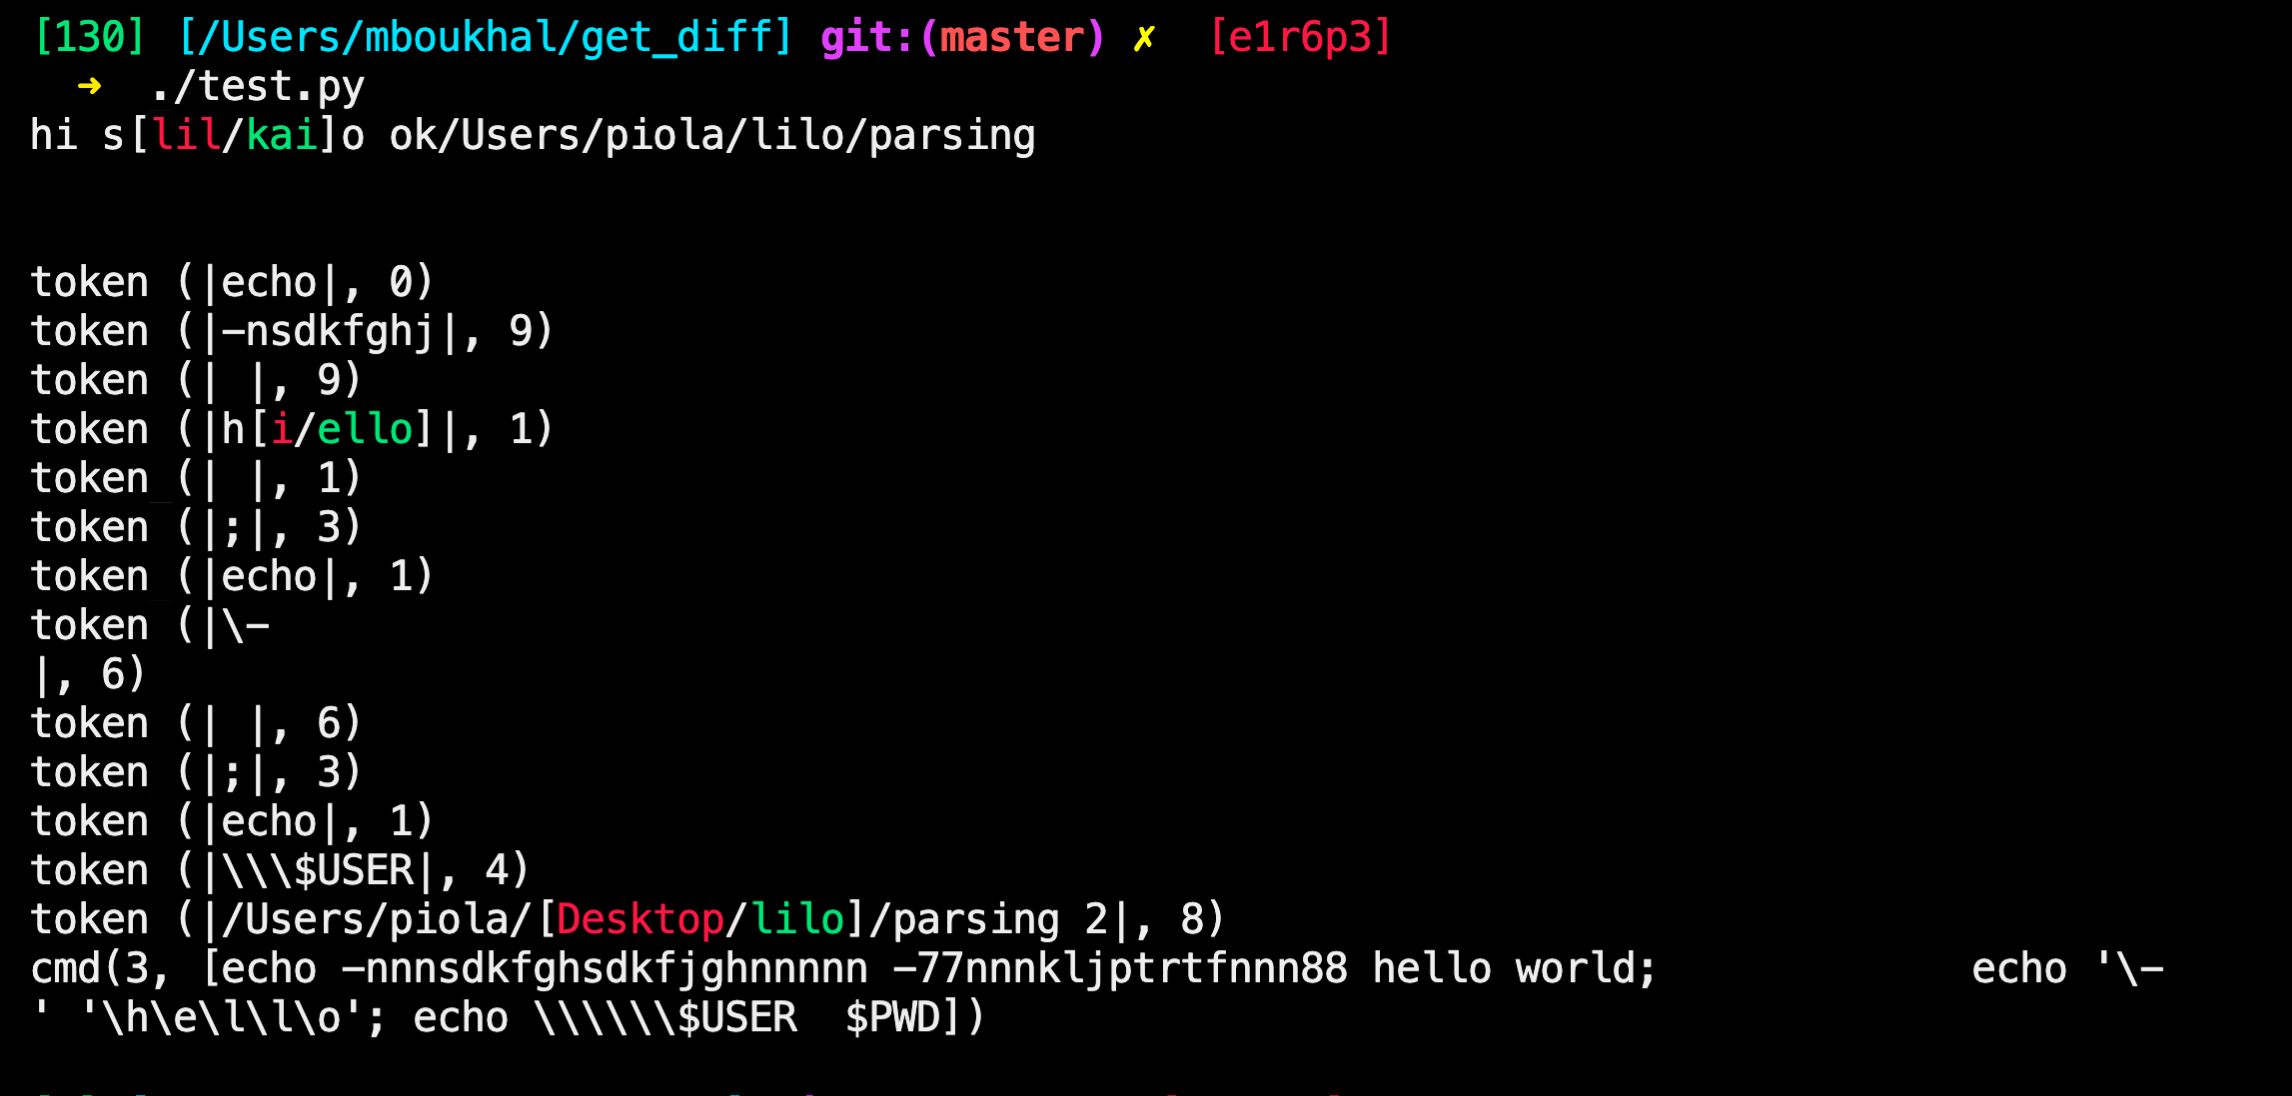 [130] [/Users/mboukhal/get_diff] git:(master) ✗  [e1r6p3]
➜  ./test.py
hi s[lil/kai]o ok/Users/piola/lilo/parsing
token (|echo|, 0)
token (|-nsdkfghj|, 9)
token (| |, 9)
token (|h[i/ello]|, 1)
token (| |, 1)
token (|;|, 3)
token (|echo|, 1)
token (|\-
|, 6)
token (| |, 6)
token (|;|, 3)
token (|echo|, 1)
token (|\\\$USER|, 4)
token (|/Users/piola/[Desktop/lilo]/parsing 2|, 8)
cmd(3, [echo -nnnsdkfghsdkfjghnnnnn -77nnnkljptrtfnnn88 hello world;             echo '\-
' '\h\e\l\l\o'; echo \\\\\\$USER  $PWD])